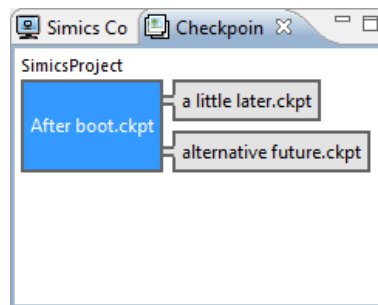 Simics Co Checkpoin
SimicsProject
After boot.ckpt
a little later.ckpt
alternative future.ckpt